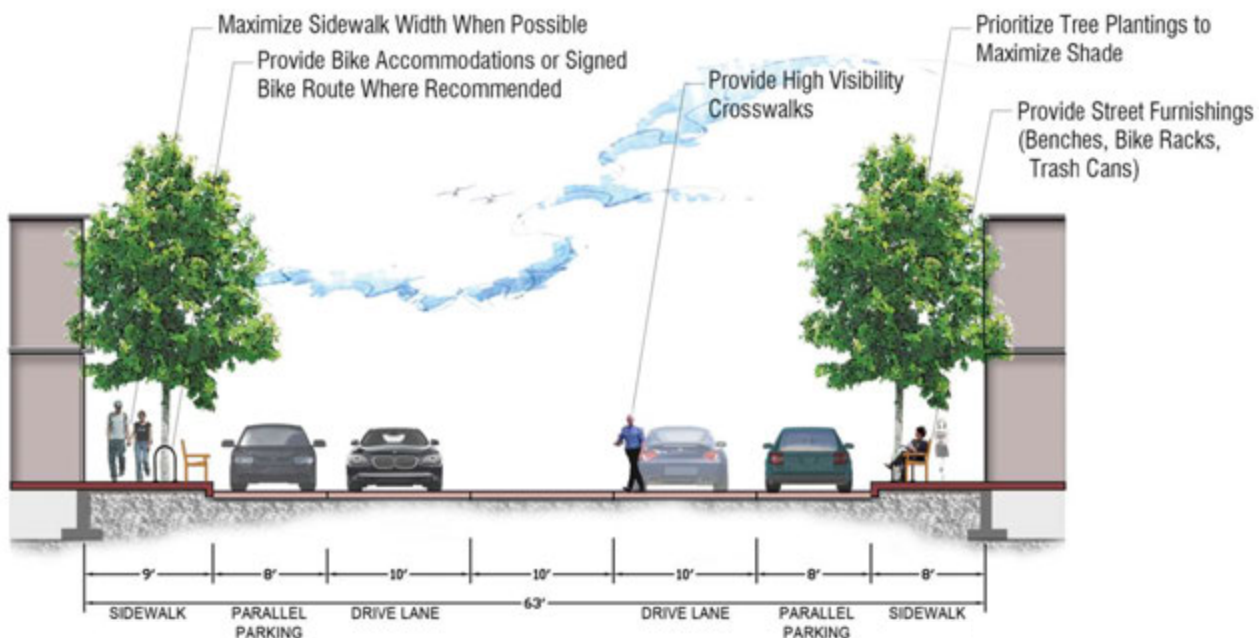 Maximize Sidewalk Width When Possible
Provide Bike Accommodations or Signed
Bike Route Where Recommended
Provide High Visibility
Crosswalks
Prioritize Tree Plantings to
Maximize Shade
Provide Street Furnishings
(Benches, Bike Racks,
Trash Cans)
9' 8' 10' 10' 10' 8' 8'
63'
SIDEWALK PARALLEL DRIVE LANE DRIVE LANE PARALLEL SIDEWALK
PARKING PARKING